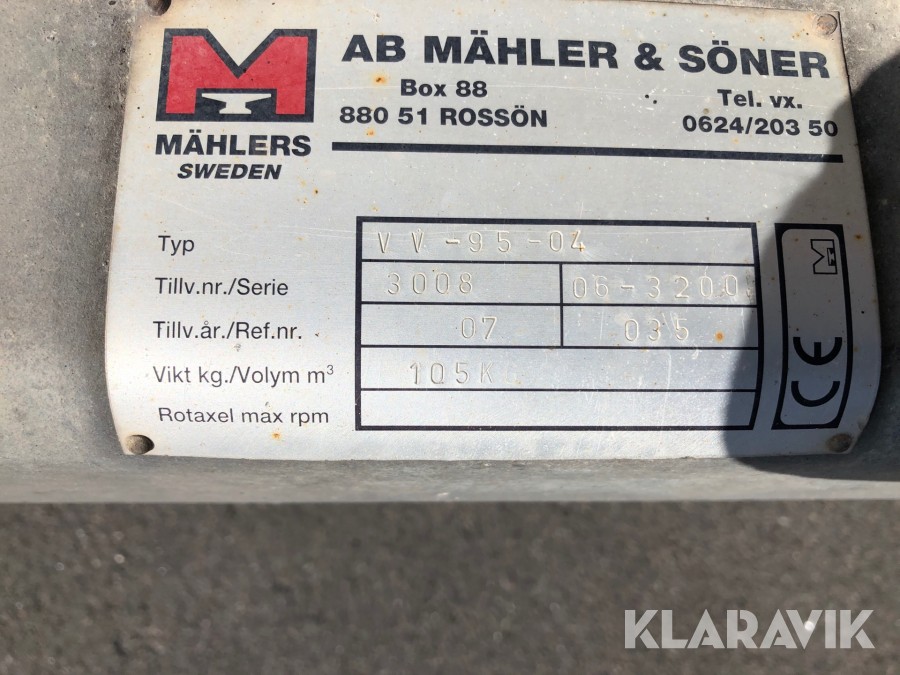 AB MÄHLER & SÖNER
Box 88
880 51 ROSSÖN
Tel. vx.
0624/203 50
MÄHLERS
SWEDEN
Typ VV-95-04
Tillv.nr./Serie 3008 06-3200
Tillv.år./Ref.nr. 07 035
Vikt kg./Volym m³ 105K
Rotaxel max rpm
CE M
KLARAVIK